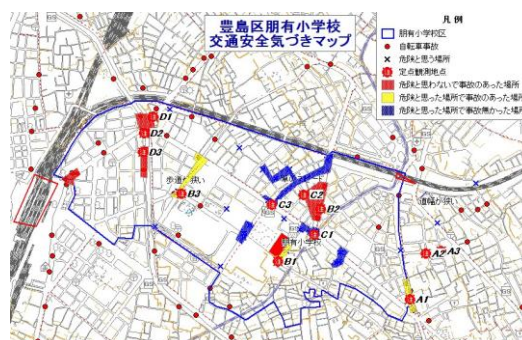 豊島区朋有小学校
交通安全気づきマップ
凡例
朋有小学校区
自転車事故
危険と思う場所
定点観測地点
危険と思わないで事故のあった場所
危険と思った場所で事故のあった場所
危険と思った場所で事故無かった場所
D1
D2
D3
歩道が狭い
B3
C2
C3
B2
道幅が狭い
C1
朋有小学校
B1
A2
A3
A1